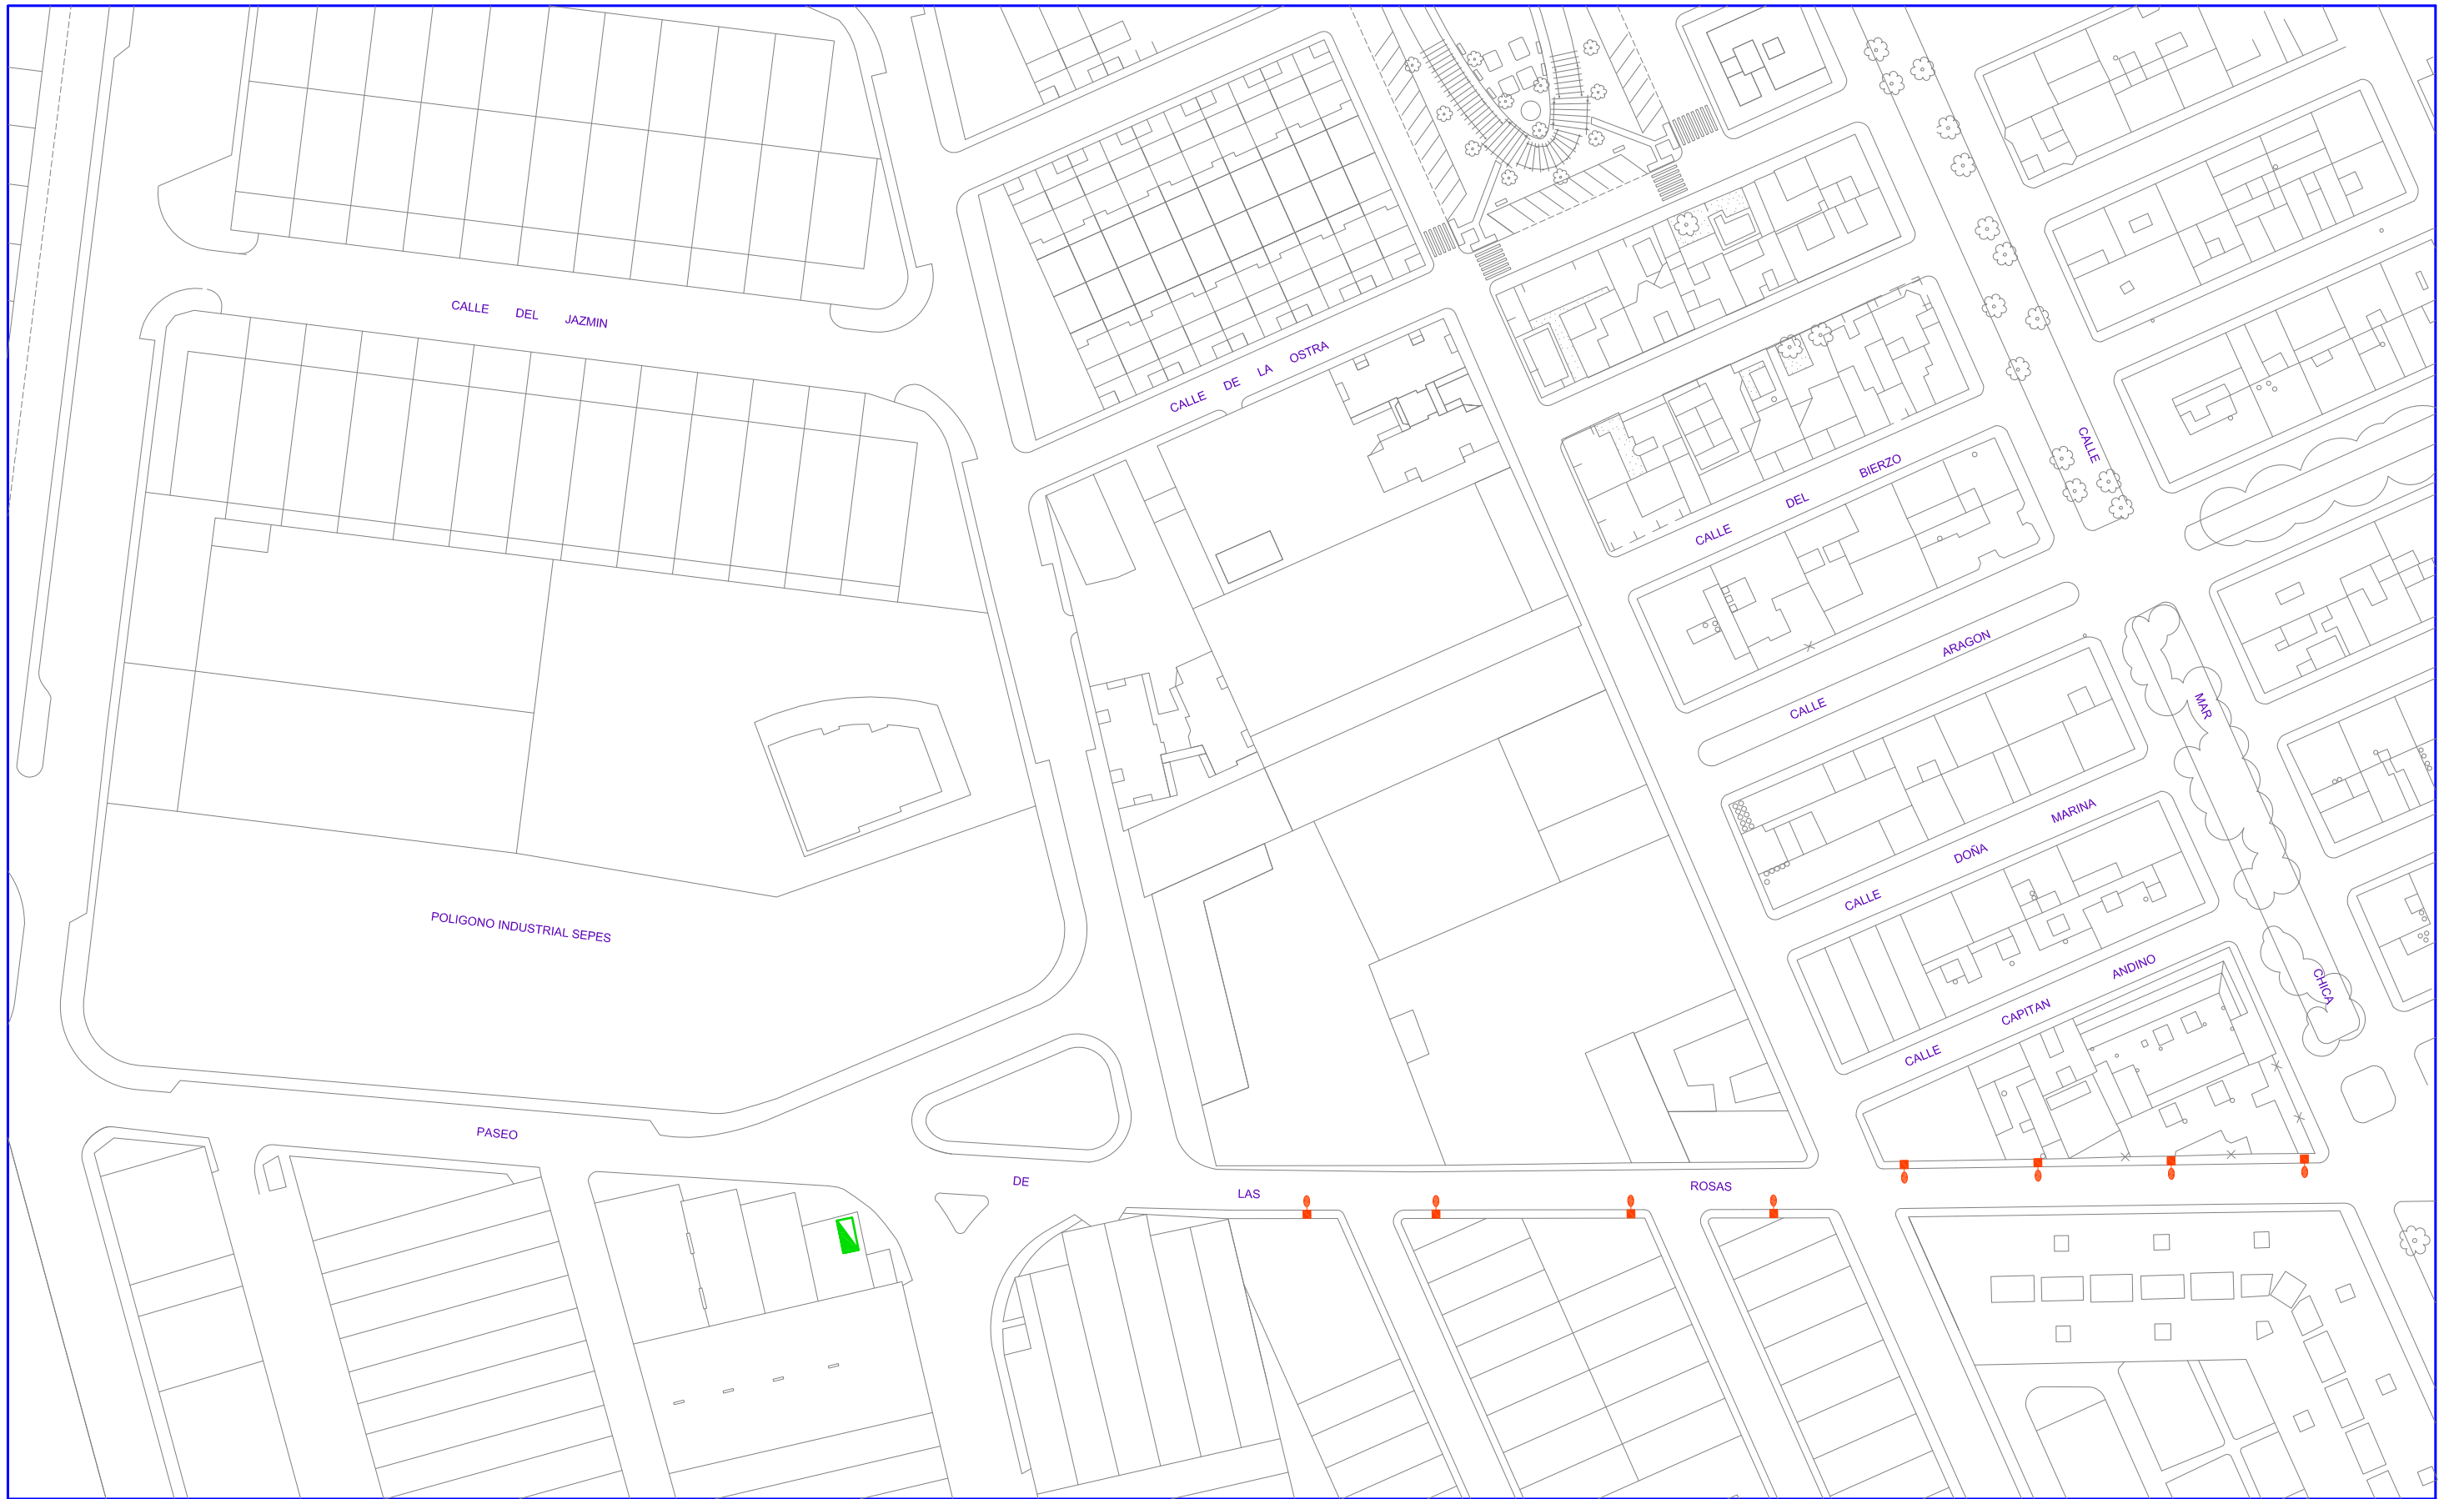 CALLE DEL JAZMIN
CALLE DE LA OSTRA
CALLE DEL BIERZO
CALLE ARAGON
CALLE DOÑA MARINA
CALLE CAPITAN ANDINO
CALLE MAR CHICA
POLIGONO INDUSTRIAL SEPES
PASEO DE LAS ROSAS